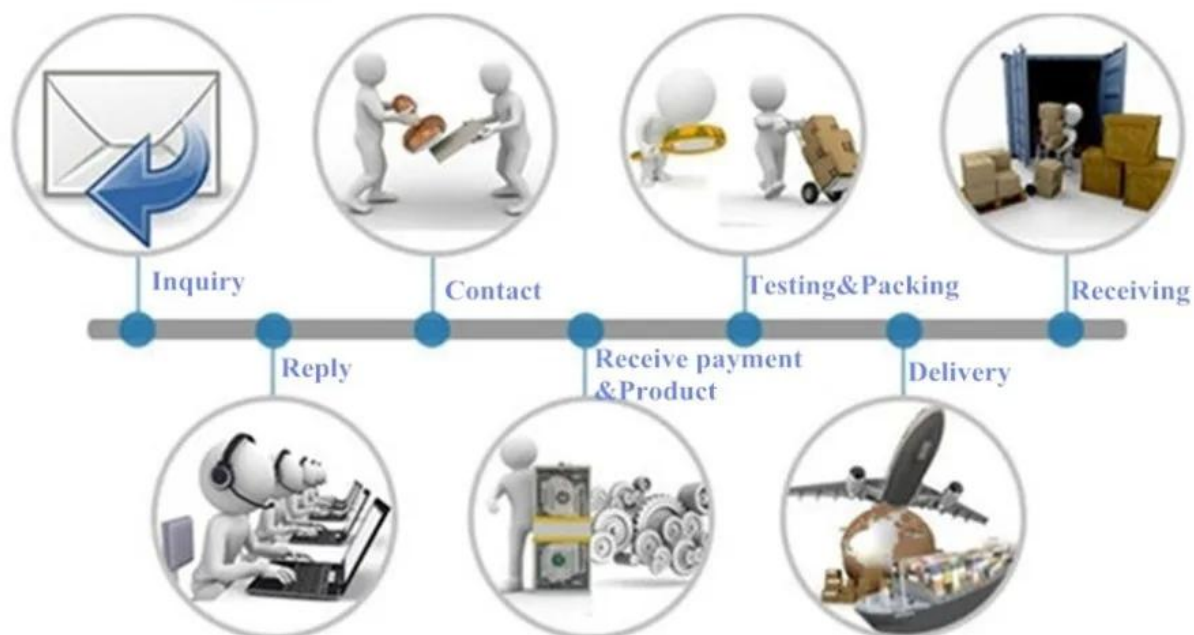 Inquiry
Reply
Contact
Receive payment
&Product
Testing&Packing
Delivery
Receiving